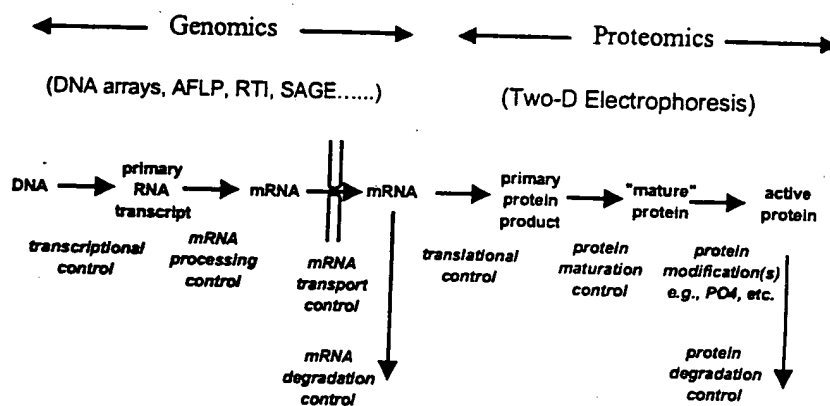 Genomics
Proteomics
(DNA arrays, AFLP, RTI, SAGE......)
(Two-D Electrophoresis)
DNA
primary
RNA
transcript
mRNA
mRNA
primary
protein
product
"mature"
protein
active
protein
transcriptional
control
mRNA
processing
control
mRNA
transport
control
translational
control
protein
maturation
control
protein
modification(s)
e.g., PO4, etc.
mRNA
degradation
control
protein
degradation
control